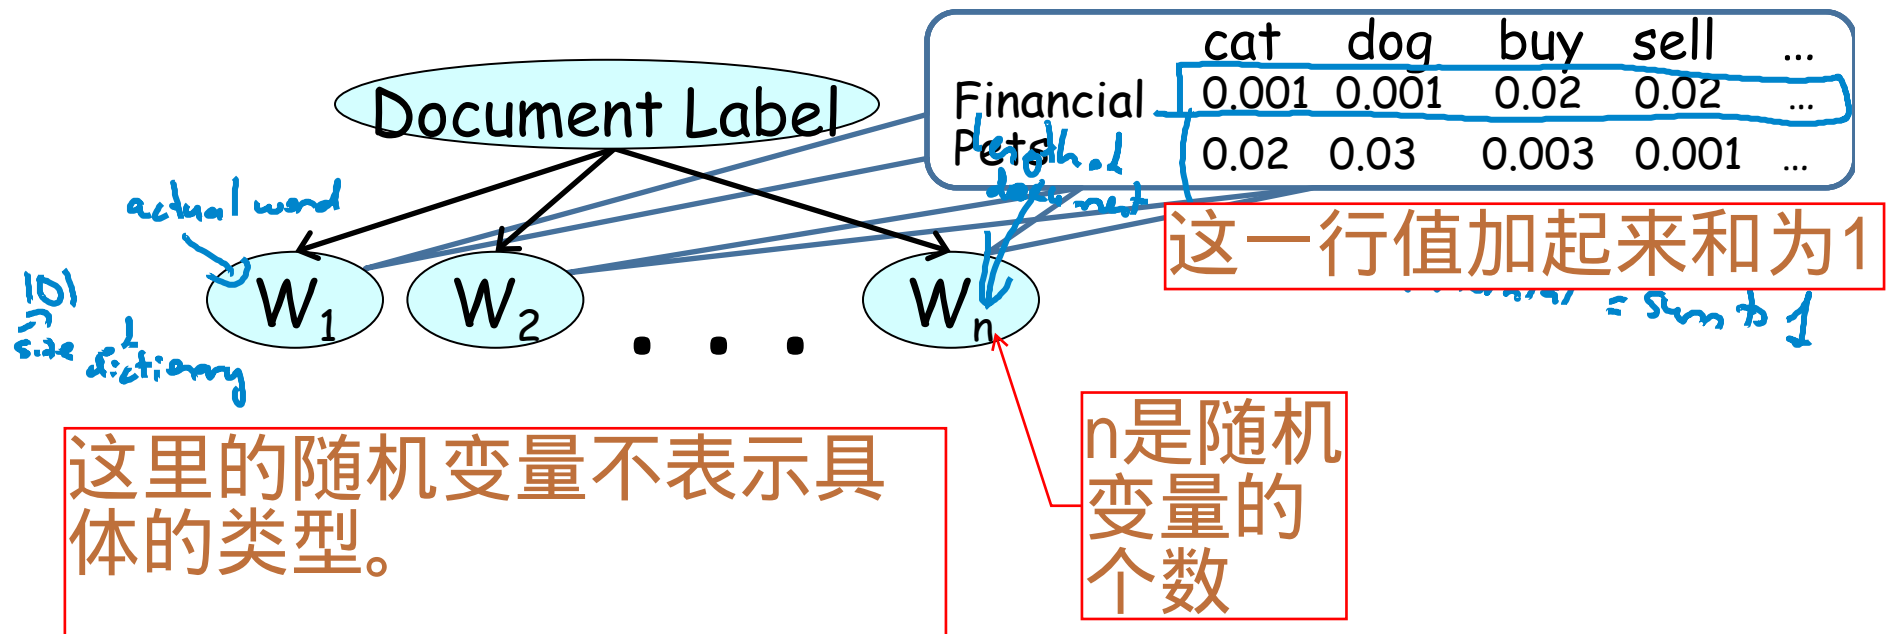 cat dog buy sell ...
Document Label
Financial 0.001 0.001 0.02 0.02 ...
Pets 0.02 0.03 0.003 0.001 ...
length of
document
actual word
这一行值加起来和为1
W1 W2 . . . Wn
= sum to 1
|D|
size
dictionary
n是随机
变量的
个数
这里的随机变量不表示具
体的类型。